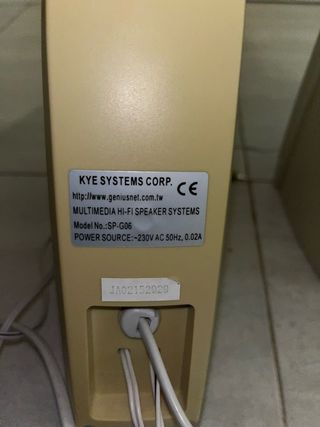 KYE SYSTEMS CORP.
http://www.geniusnet.com.tw
CE
MULTIMEDIA HI-FI SPEAKER SYSTEMS
Model No.:SP-G06
POWER SOURCE:~230V AC 50Hz, 0.02A
JA02152020